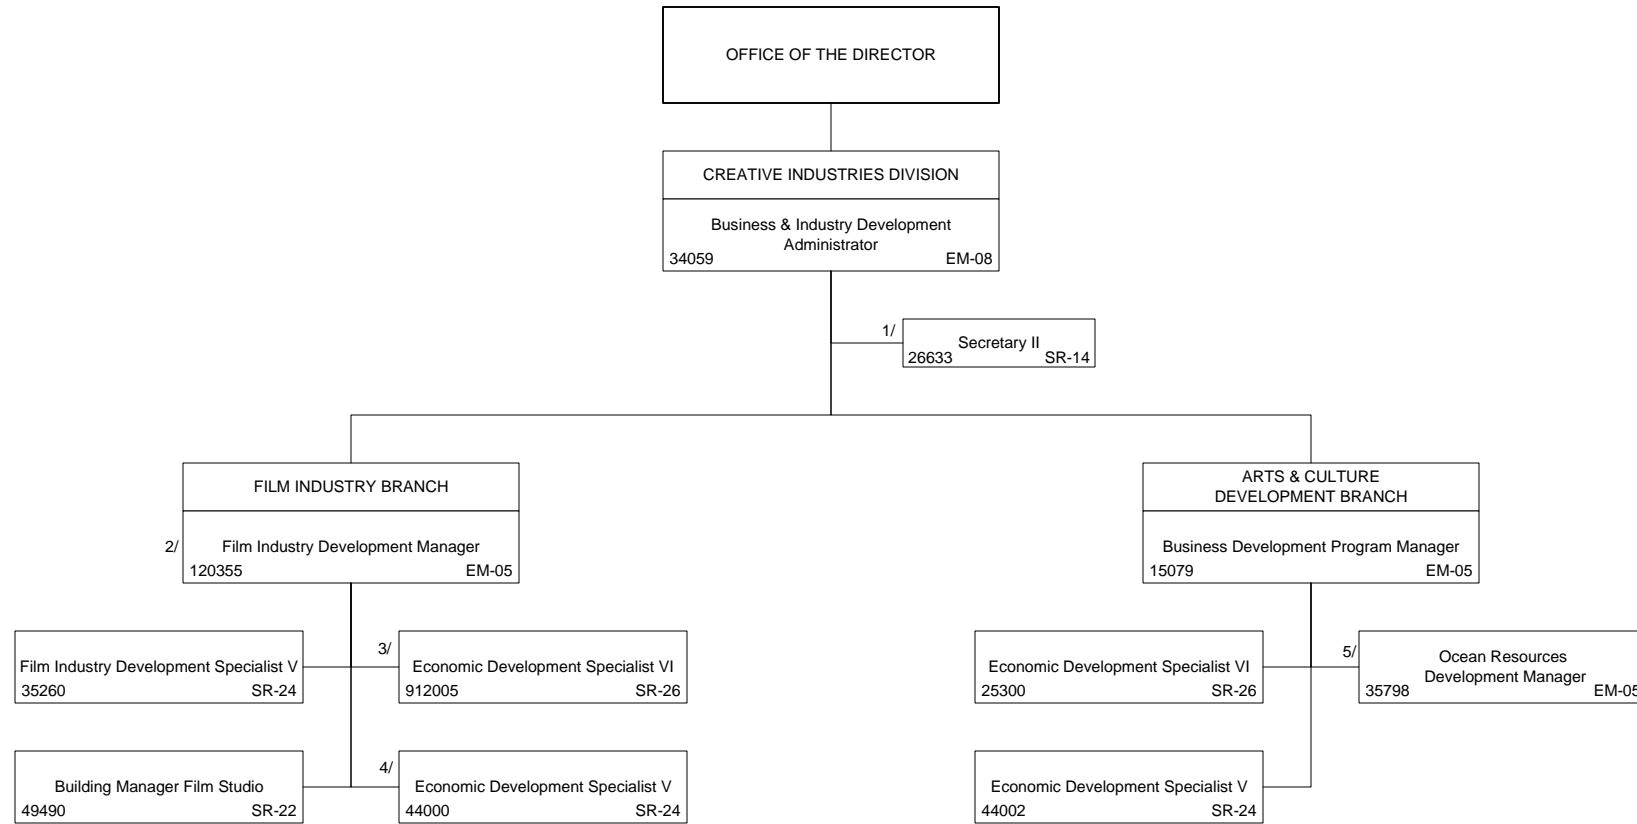 OFFICE OF THE DIRECTOR
CREATIVE INDUSTRIES DIVISION
Business & Industry Development
Administrator
34059 EM-08
1/
Secretary II
26633 SR-14
FILM INDUSTRY BRANCH
2/ Film Industry Development Manager
120355 EM-05
Film Industry Development Specialist V
35260 SR-24
3/
Economic Development Specialist VI
912005 SR-26
Building Manager Film Studio
49490 SR-22
4/
Economic Development Specialist V
44000 SR-24
ARTS & CULTURE
DEVELOPMENT BRANCH
Business Development Program Manager
15079 EM-05
Economic Development Specialist VI
25300 SR-26
5/
Ocean Resources
Development Manager
35798 EM-05
Economic Development Specialist V
44002 SR-24